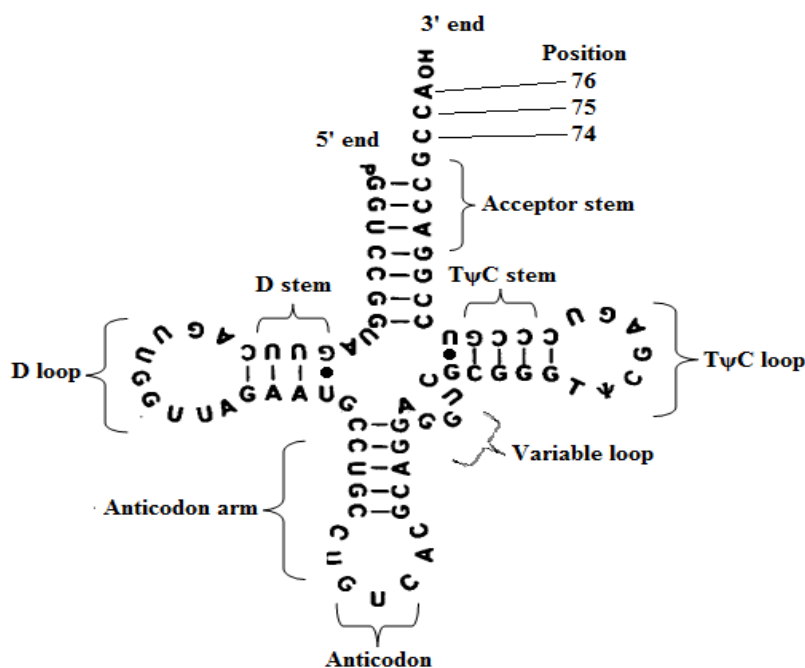 3' end
Position
OH
A 76
C 75
C 74
5' end
G
p
G C
G C
U A
C G
C G
G C
G C
Acceptor stem
TψC stem
D stem
U A
U U G A C U U G
G G U U A G A A U
D loop
U G C C C C U G A G
G C G G G T Ψ C
TψC loop
G
A G G U C
Variable loop
C G
C G
U A
G C
C G
Anticodon arm
C U G U C A C
Anticodon